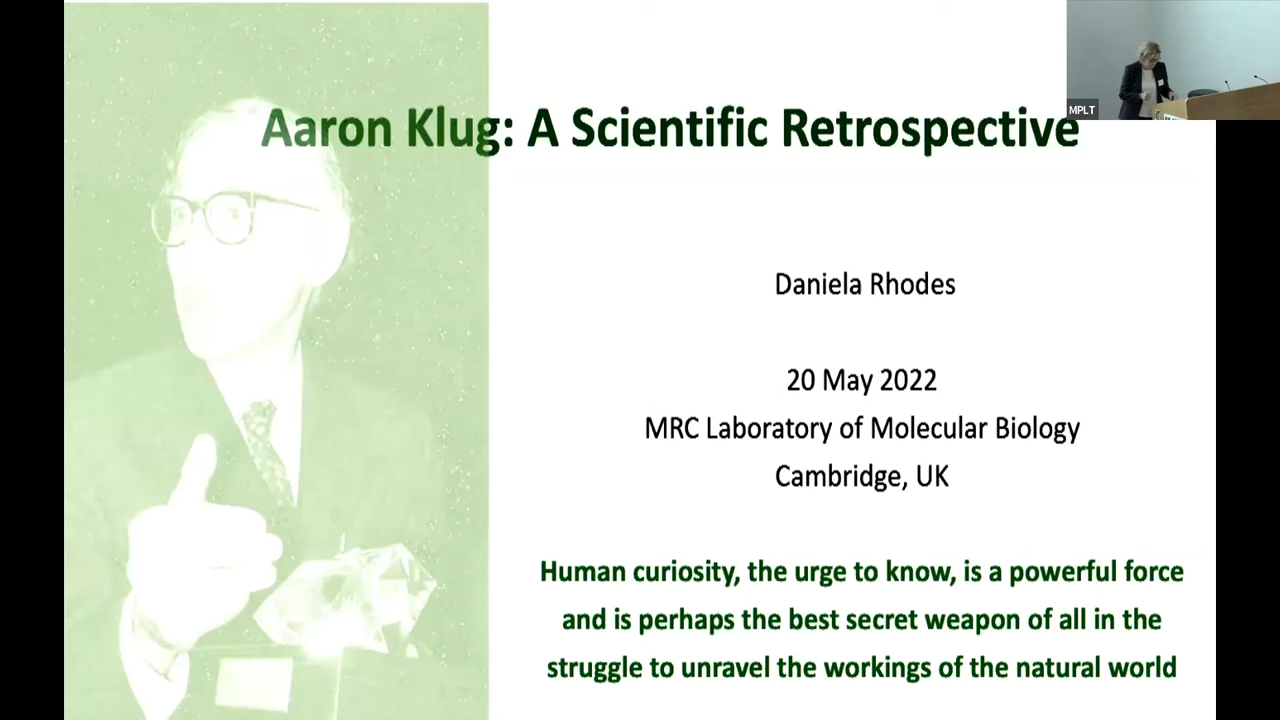 MPLT
Aaron Klug: A Scientific Retrospective
Daniela Rhodes
20 May 2022
MRC Laboratory of Molecular Biology
Cambridge, UK
Human curiosity, the urge to know, is a powerful force
and is perhaps the best secret weapon of all in the
struggle to unravel the workings of the natural world